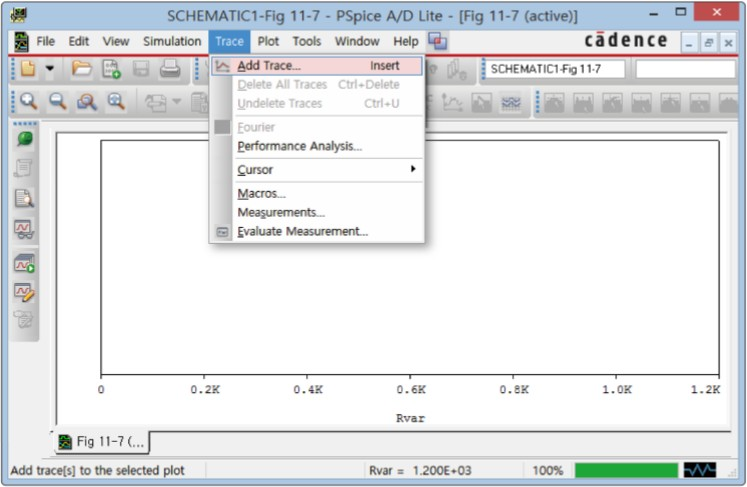 SCHEMATIC1-Fig 11-7 - PSpice A/D Lite - [Fig 11-7 (active)]
File Edit View Simulation Trace Plot Tools Window Help cādence
SCHEMATIC1-Fig 11-7
Add Trace... Insert
Delete All Traces Ctrl+Delete
Undelete Traces Ctrl+U
Fourier
Performance Analysis...
Cursor
Macros...
Measurements...
Evaluate Measurement...
0 0.2K 0.4K 0.6K 0.8K 1.0K 1.2K
Rvar
Fig 11-7 (...
Add trace[s] to the selected plot Rvar = 1.200E+03 100%